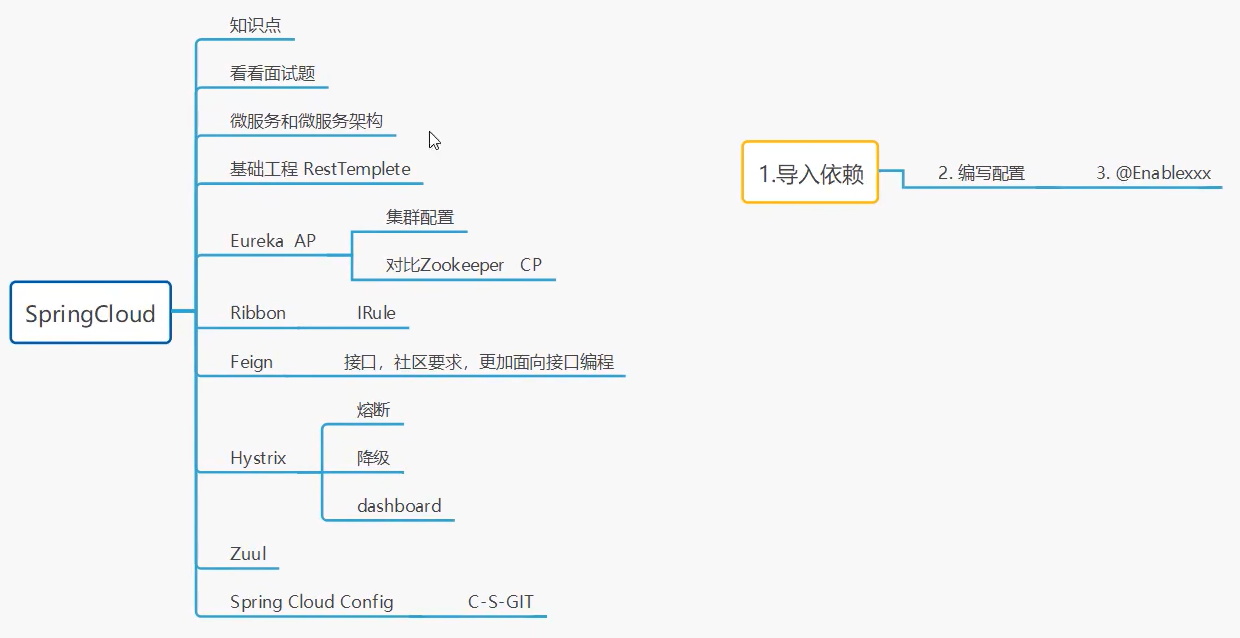 知识点
看看面试题
微服务和微服务架构
基础工程 RestTemplete
Eureka AP
集群配置
对比Zookeeper CP
SpringCloud
Ribbon
IRule
Feign
接口，社区要求，更加面向接口编程
Hystrix
熔断
降级
dashboard
Zuul
Spring Cloud Config
C-S-GIT
1.导入依赖
2. 编写配置
3. @Enablexxx